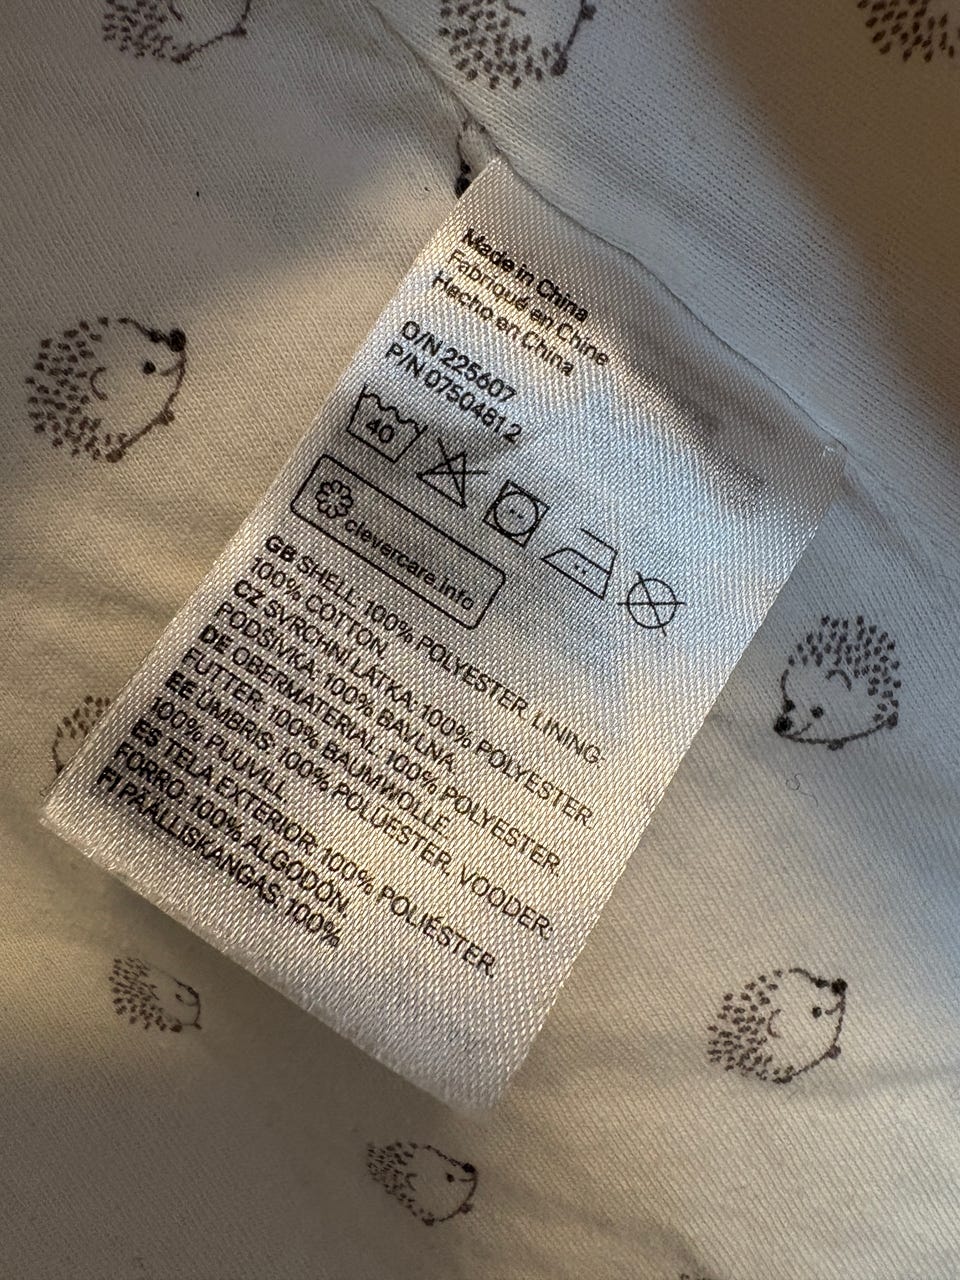 Made in China
Fabriqué en Chine
Hecho en China
O/N 225607
P/N 0750481 2
40
clevercare.info
GB SHELL: 100% POLYESTER. LINING:
100% COTTON.
CZ SVRCHNÍ LÁTKA: 100% POLYESTER.
PODŠÍVKA: 100% BAVLNA.
DE OBERMATERIAL: 100% POLYESTER.
FUTTER: 100% BAUMWOLLE.
EE ÜMBRIS: 100% POLÜESTER, VOODER:
100% PUUVILL.
ES TELA EXTERIOR: 100% POLIÉSTER.
FORRO: 100% ALGODÓN.
FI PÄÄLLISKANGAS: 100%